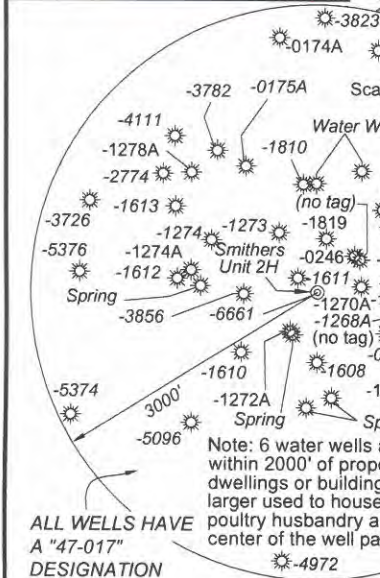 -3823
-0174A
Sca
-3782
-0175A
-4111
Water W
-1278A
-1810
-2774
(no tag)
-1613
-1819
-3726
-1274
-1273
-5376
-1274A
Smithers
-0246
-1612
Unit 2H
-1611
Spring
-1270A
-3856
-6661
-1268A
(no tag)
-1610
-1608
3000'
-1272A
-5374
Spring
Sp
-5096
Note: 6 water wells a
within 2000' of propo
dwellings or building
larger used to house
ALL WELLS HAVE
poultry husbandry a
A "47-017"
center of the well pa
DESIGNATION
-4972